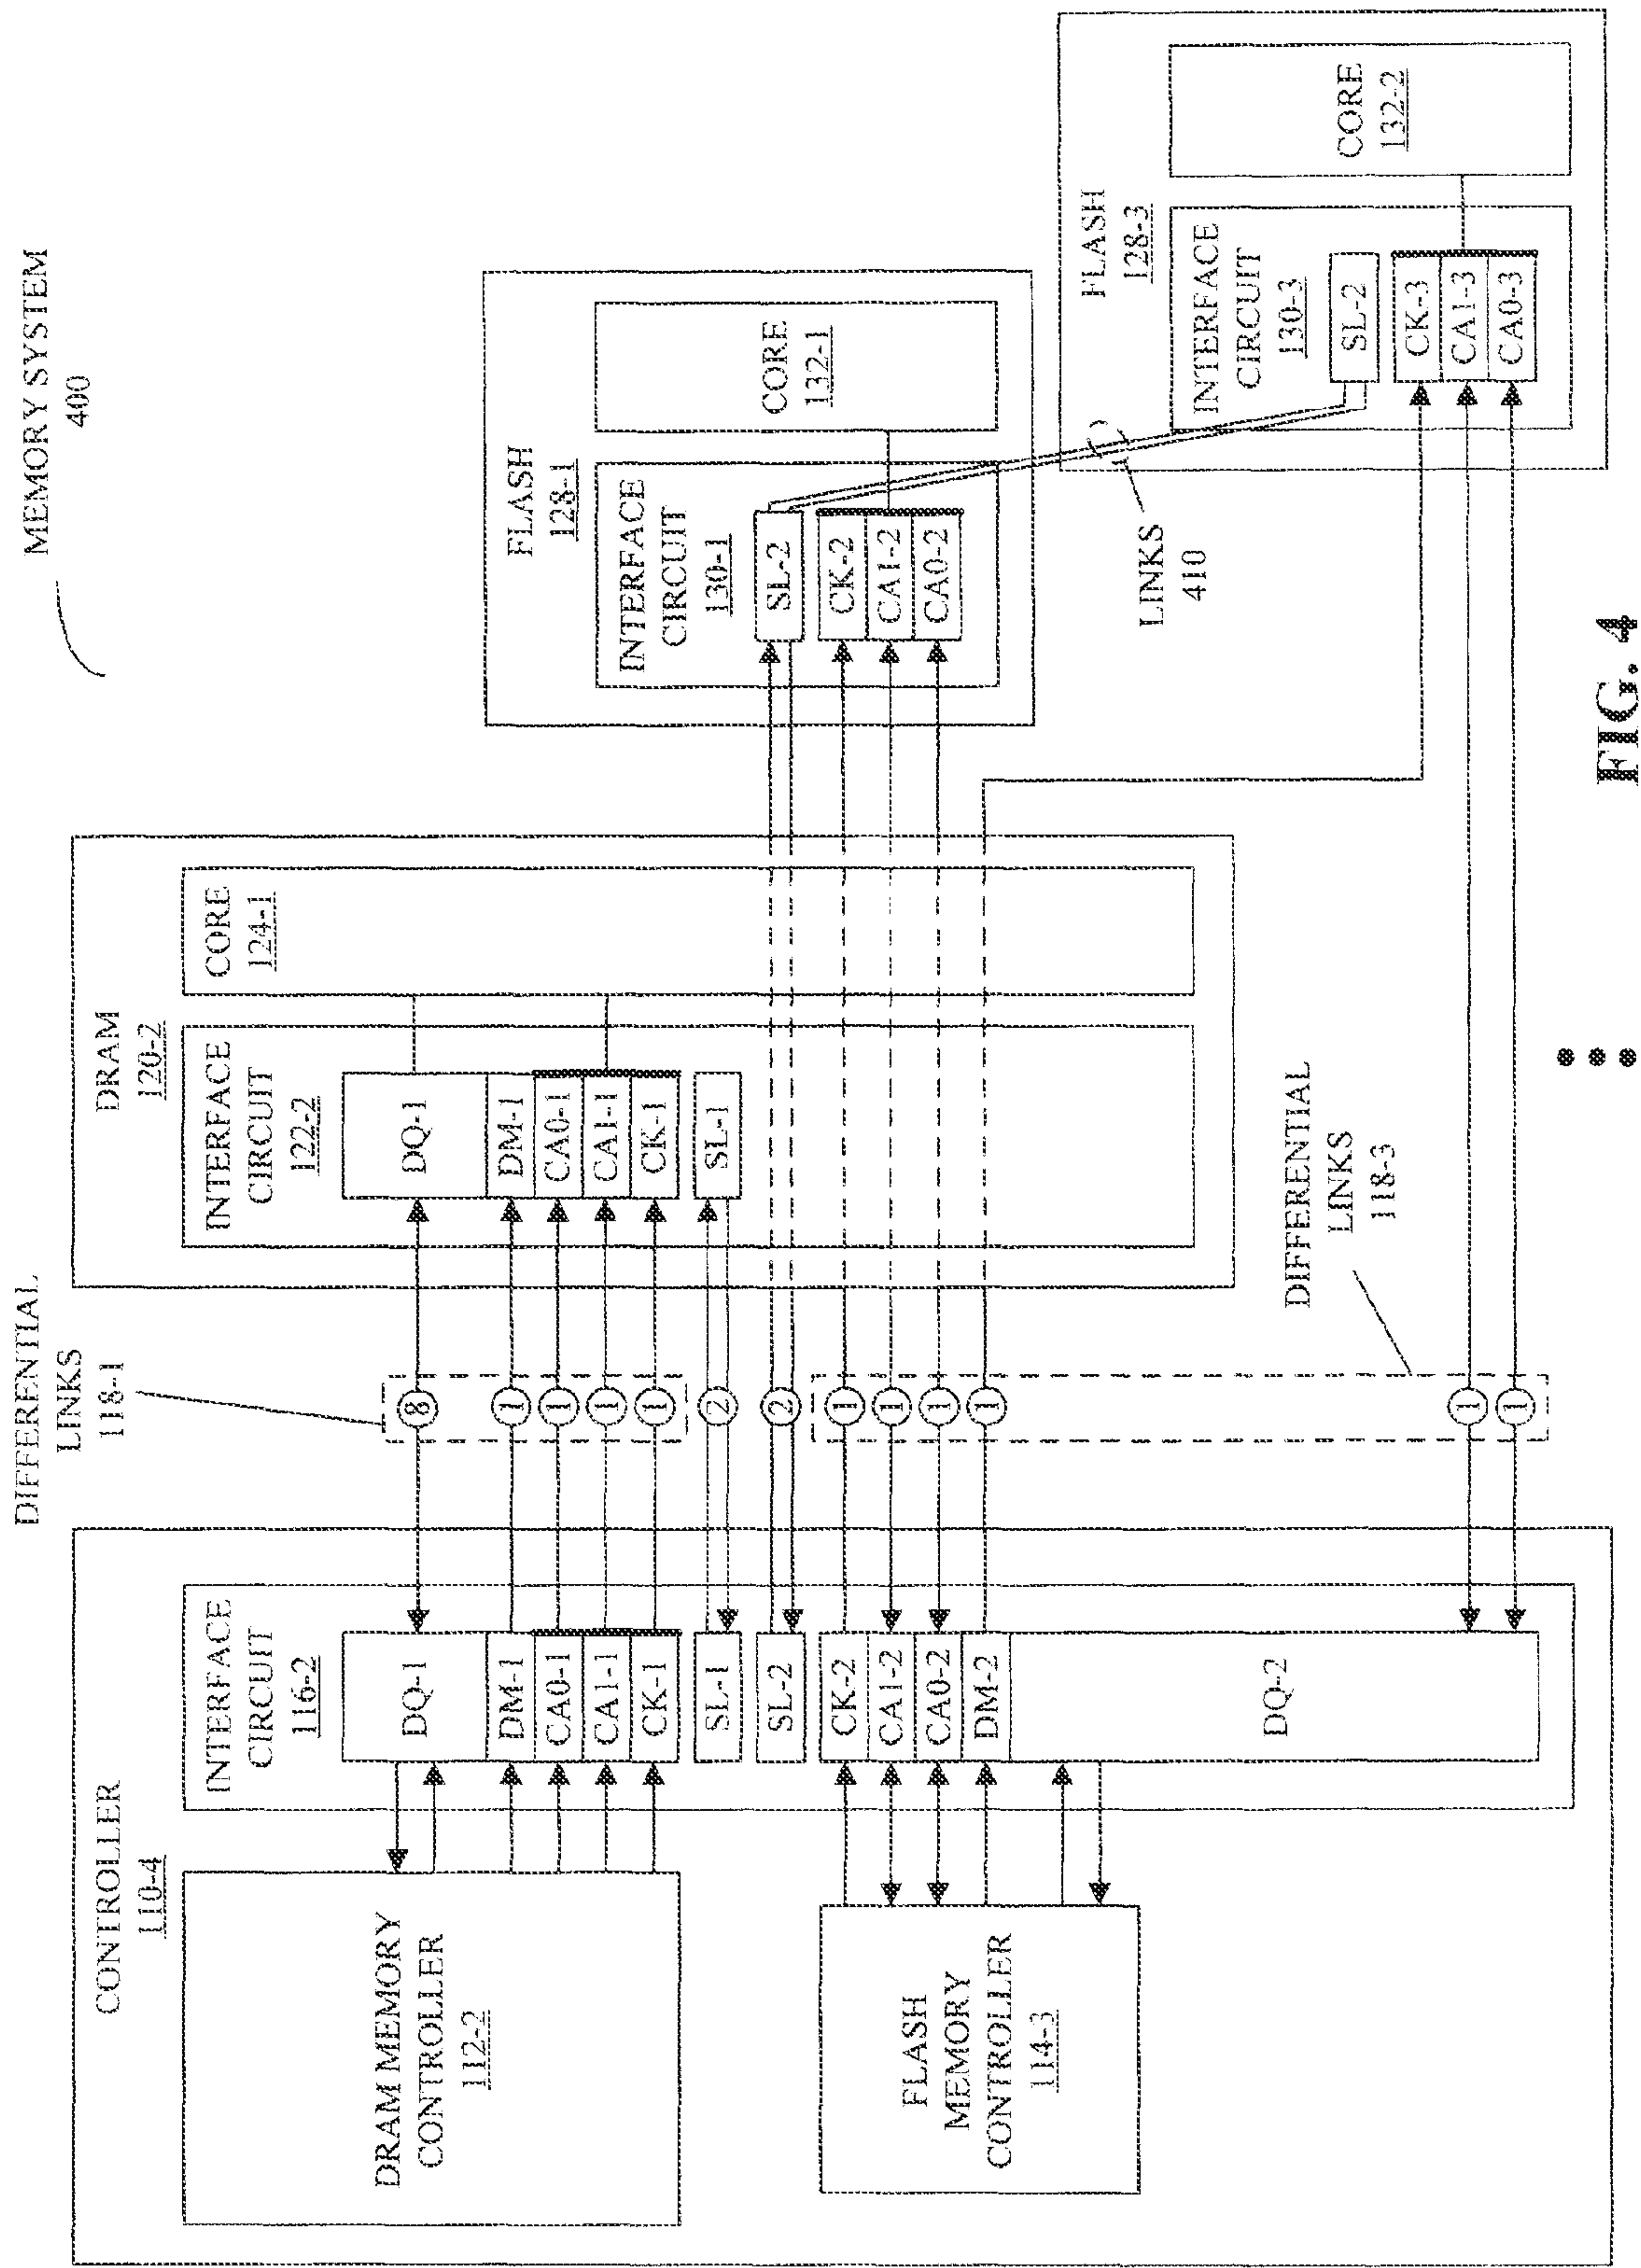 MEMORY SYSTEM
400
DIFFERENTIAL
LINKS
118-1
CONTROLLER
110-4
DRAM MEMORY
CONTROLLER
112-2
FLASH
MEMORY
CONTROLLER
114-3
INTERFACE
CIRCUIT
116-2
DQ-1
DM-1
CA0-1
CA1-1
CK-1
SL-1
SL-2
CK-2
CA1-2
CA0-2
DM-2
DQ-2
8
1
1
1
1
2
2
1
1
1
1
1
1
DIFFERENTIAL
LINKS
118-3
DRAM
120-2
INTERFACE
CIRCUIT
122-2
DQ-1
DM-1
CA0-1
CA1-1
CK-1
SL-1
CORE
124-1
FLASH
128-1
INTERFACE
CIRCUIT
130-1
SL-2
CK-2
CA1-2
CA0-2
CORE
132-1
LINKS
410
FLASH
128-3
INTERFACE
CIRCUIT
130-3
SL-2
CK-3
CA1-3
CA0-3
CORE
132-2
FIG. 4